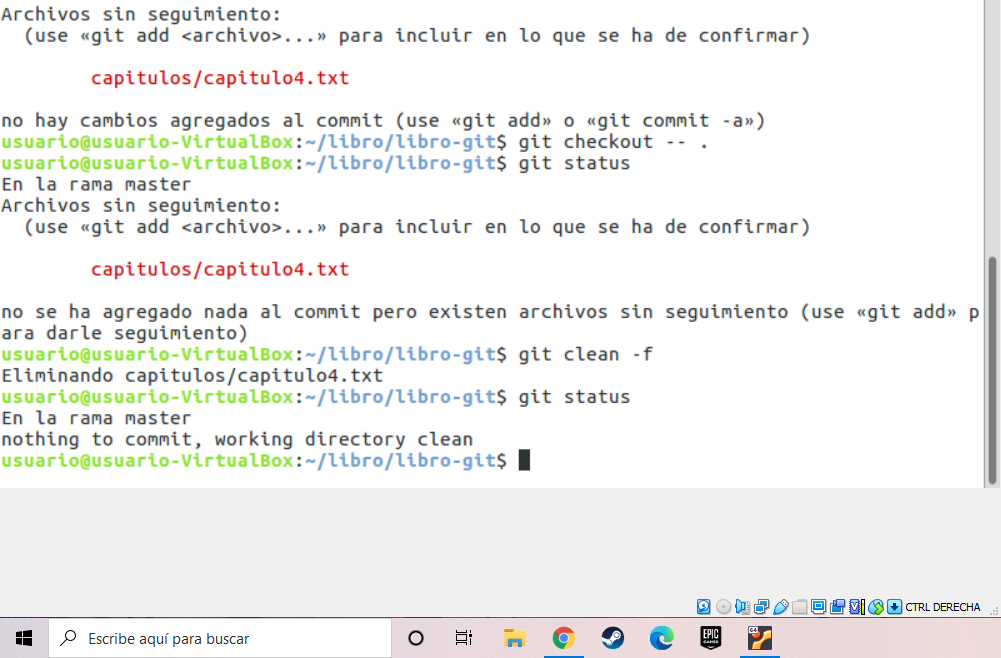 Archivos sin seguimiento:
(use «git add <archivo>...» para incluir en lo que se ha de confirmar)
capitulos/capitulo4.txt
no hay cambios agregados al commit (use «git add» o «git commit -a»)
usuario@usuario-VirtualBox:~/libro/libro-git$ git checkout -- .
usuario@usuario-VirtualBox:~/libro/libro-git$ git status
En la rama master
Archivos sin seguimiento:
(use «git add <archivo>...» para incluir en lo que se ha de confirmar)
capitulos/capitulo4.txt
no se ha agregado nada al commit pero existen archivos sin seguimiento (use «git add» p
ara darle seguimiento)
usuario@usuario-VirtualBox:~/libro/libro-git$ git clean -f
Eliminando capitulos/capitulo4.txt
usuario@usuario-VirtualBox:~/libro/libro-git$ git status
En la rama master
nothing to commit, working directory clean
usuario@usuario-VirtualBox:~/libro/libro-git$
CTRL DERECHA
Escribe aquí para buscar
EPIC
GAMES